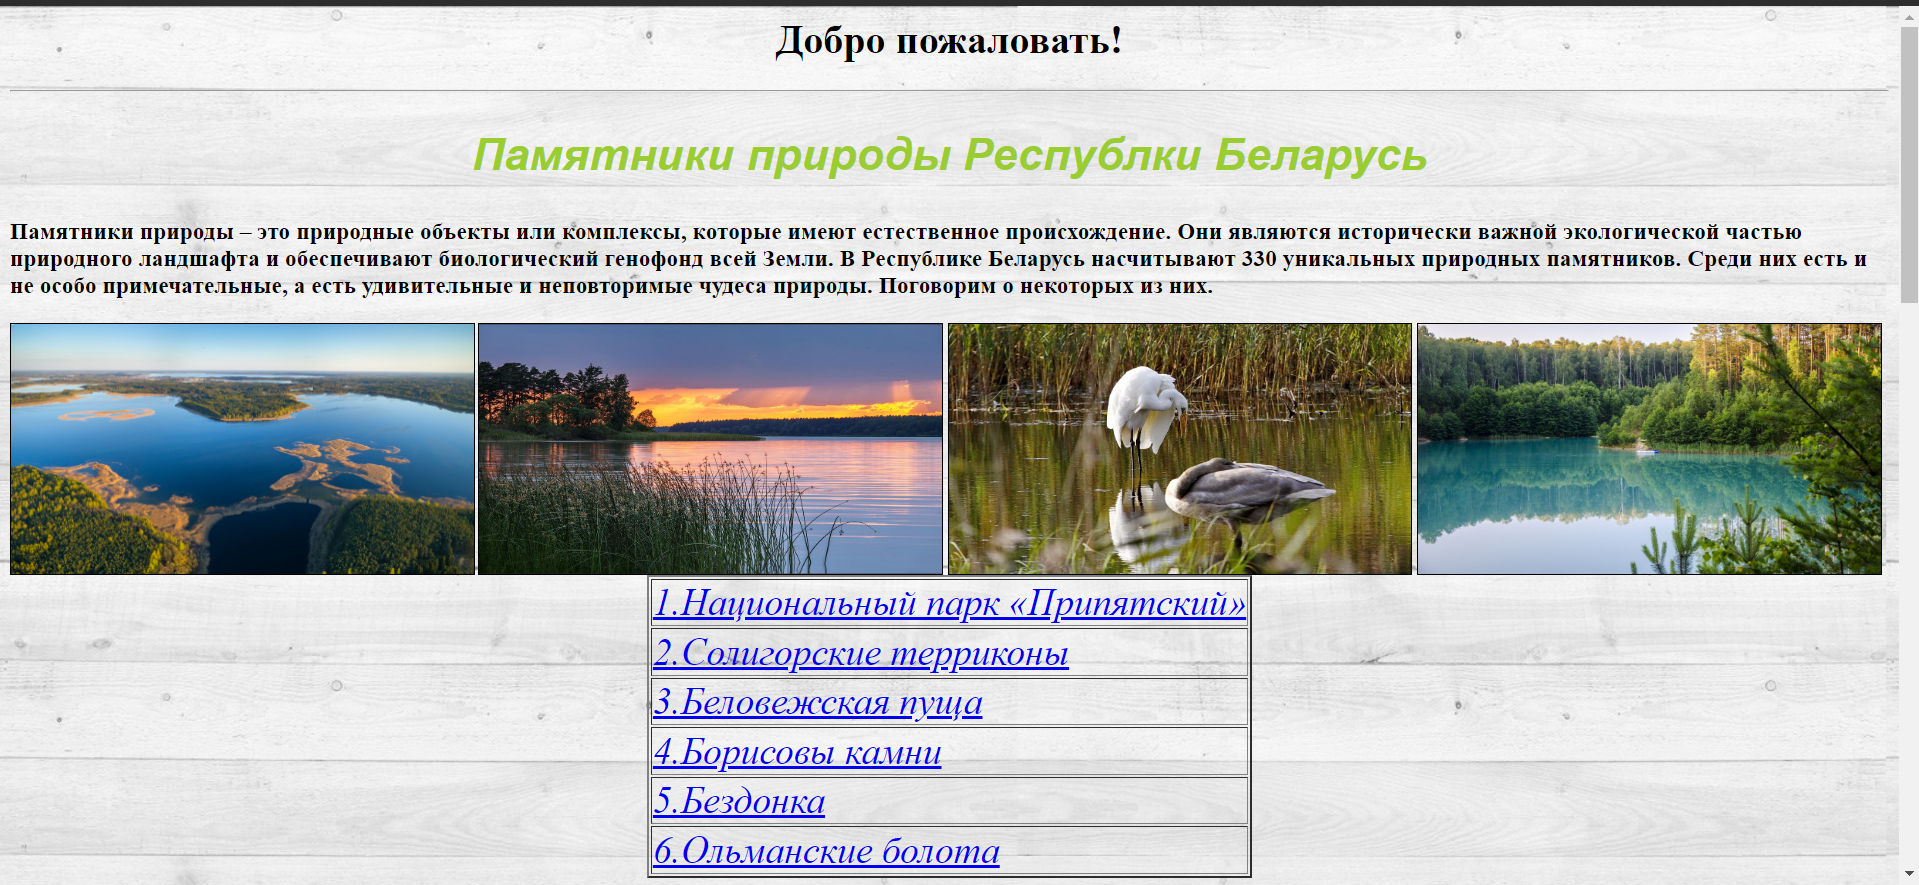 Добро пожаловать!
Памятники природы Республки Беларусь
Памятники природы – это природные объекты или комплексы, которые имеют естественное происхождение. Они являются исторически важной экологической частью
природного ландшафта и обеспечивают биологический генофонд всей Земли. В Республике Беларусь насчитывают 330 уникальных природных памятников. Среди них есть и
не особо примечательные, а есть удивительные и неповторимые чудеса природы. Поговорим о некоторых из них.
1.Национальный парк «Припятский»
2.Солигорские терриконы
3.Беловежская пуща
4.Борисовы камни
5.Бездонка
6.Ольманские болота